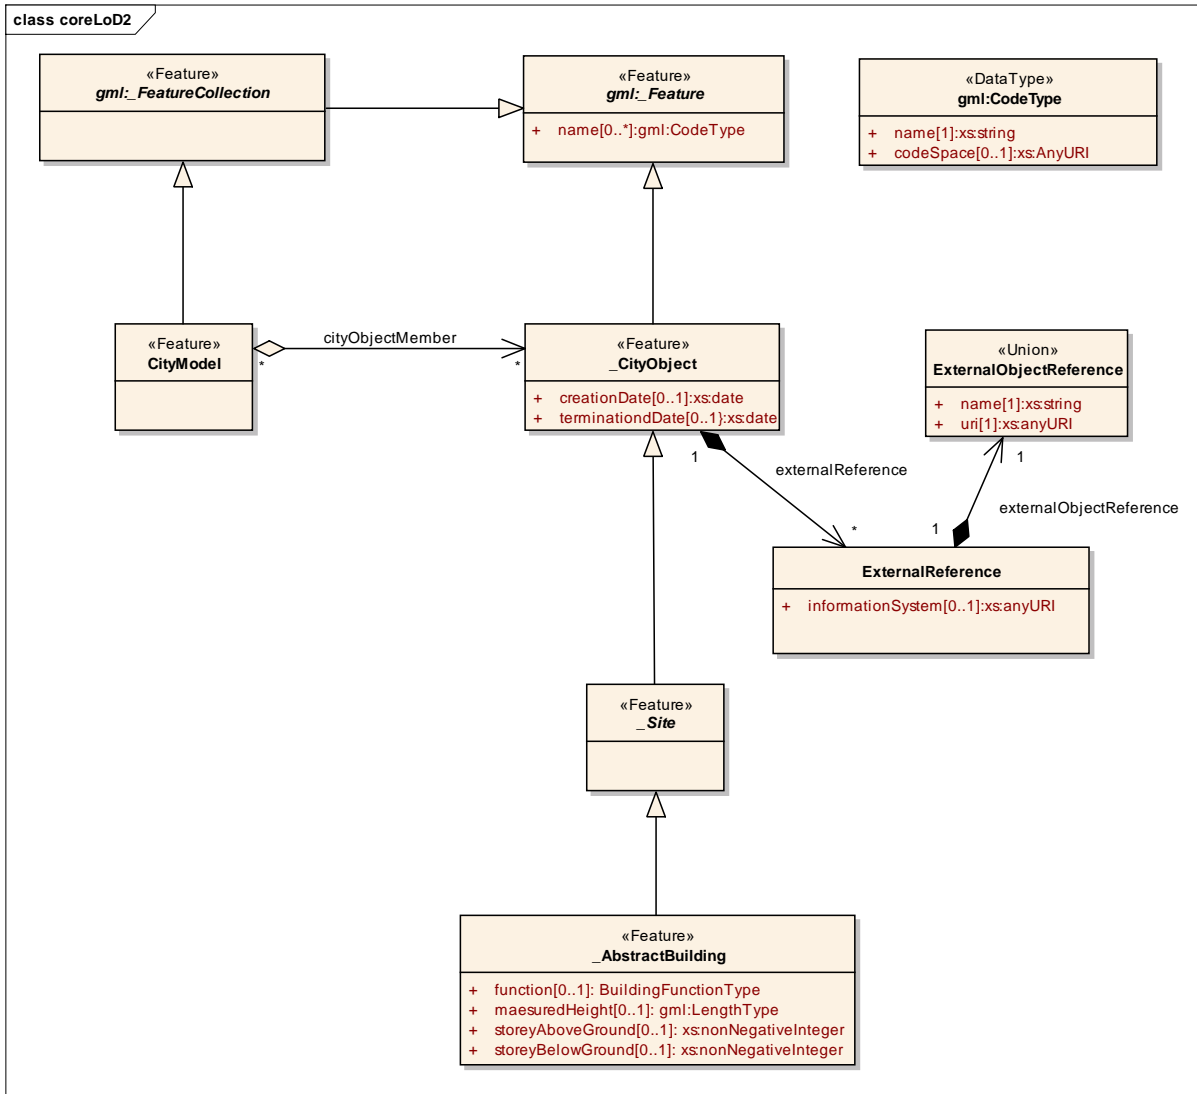 class coreLoD2
«Feature»
gml:_FeatureCollection
«Feature»
gml:_Feature
+ name[0..*]:gml:CodeType
«DataType»
gml:CodeType
+ name[1]:xs:string
+ codeSpace[0..1]:xs:AnyURI
«Feature»
CityModel
cityObjectMember
*
*
«Feature»
_CityObject
+ creationDate[0..1]:xs:date
+ terminationdDate[0..1}:xs:date
«Union»
ExternalObjectReference
+ name[1]:xs:string
+ uri[1]:xs:anyURI
1
externalReference
*
1
externalObjectReference
1
ExternalReference
+ informationSystem[0..1]:xs:anyURI
«Feature»
_Site
«Feature»
_AbstractBuilding
+ function[0..1]: BuildingFunctionType
+ maesuredHeight[0..1]: gml:LengthType
+ storeyAboveGround[0..1]: xs:nonNegativeInteger
+ storeyBelowGround[0..1]: xs:nonNegativeInteger